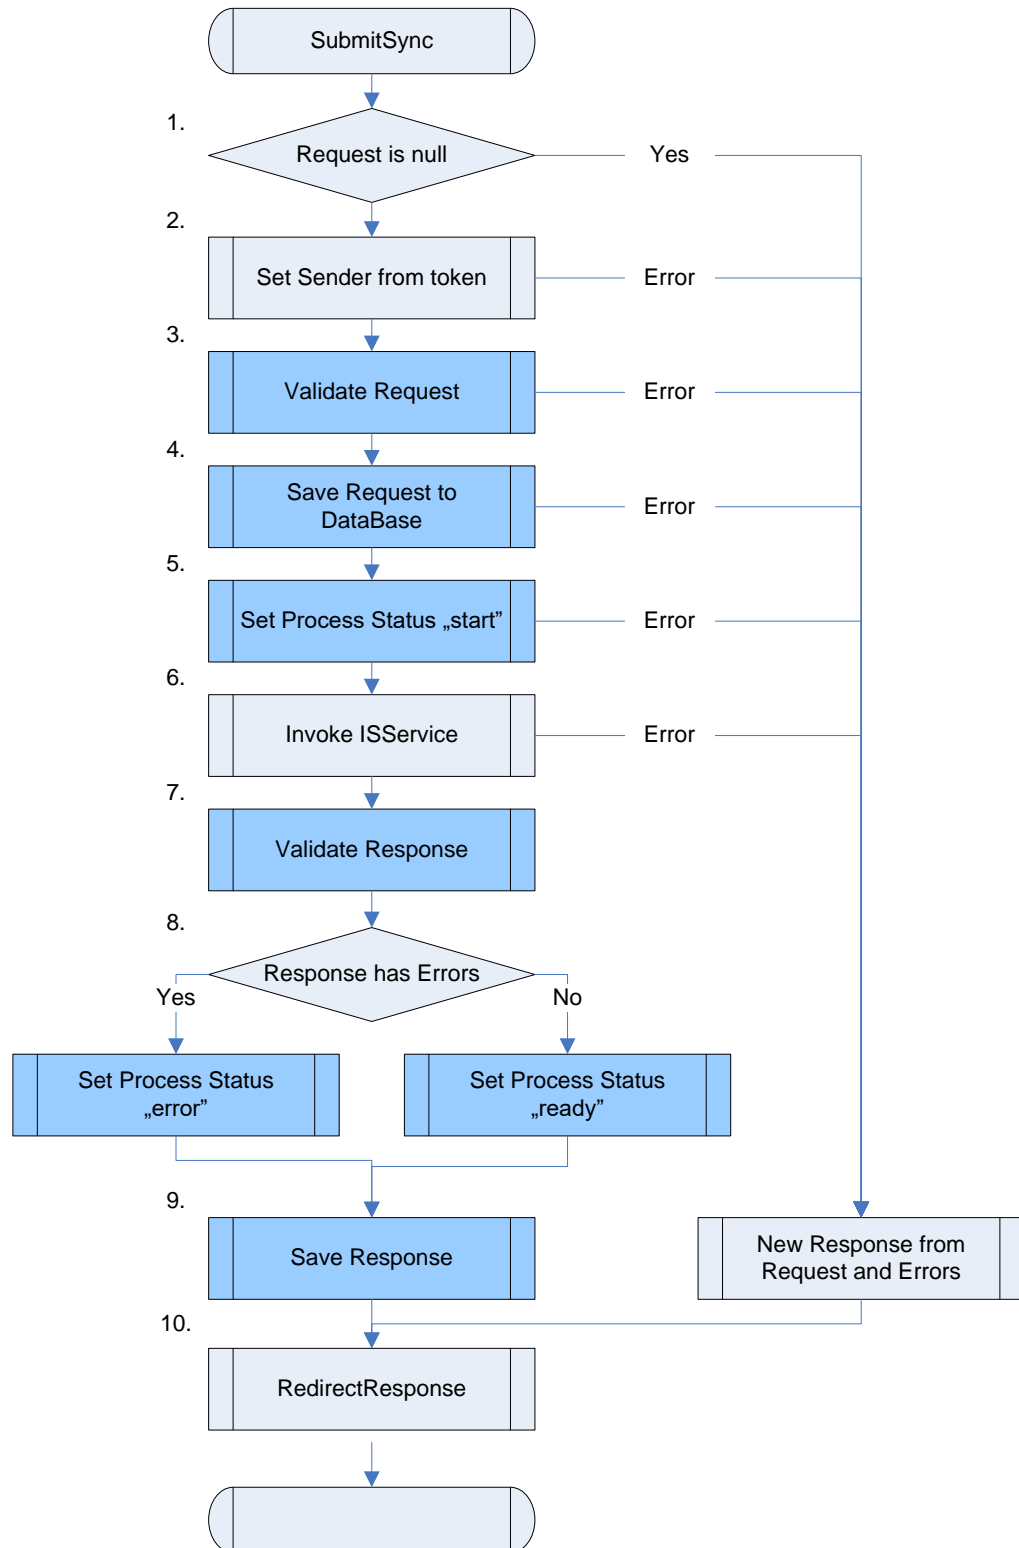 SubmitSync
1.
Request is null
Yes
2.
Set Sender from token
Error
3.
Validate Request
Error
4.
Save Request to
DataBase
Error
5.
Set Process Status „start”
Error
6.
Invoke ISService
Error
7.
Validate Response
8.
Response has Errors
Yes
No
Set Process Status
„error”
Set Process Status
„ready”
9.
Save Response
New Response from
Request and Errors
10.
RedirectResponse